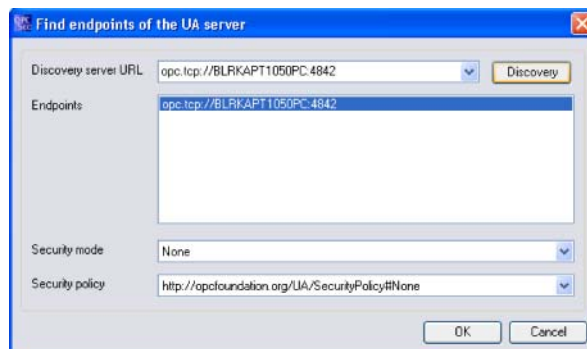 Find endpoints of the UA server
Discovery server URL opc.tcp://BLRKAPT1050PC:4842 Discovery
Endpoints opc.tcp://BLRKAPT1050PC:4842
Security mode None
Security policy http://opcfoundation.org/UA/SecurityPolicy#None
OK Cancel